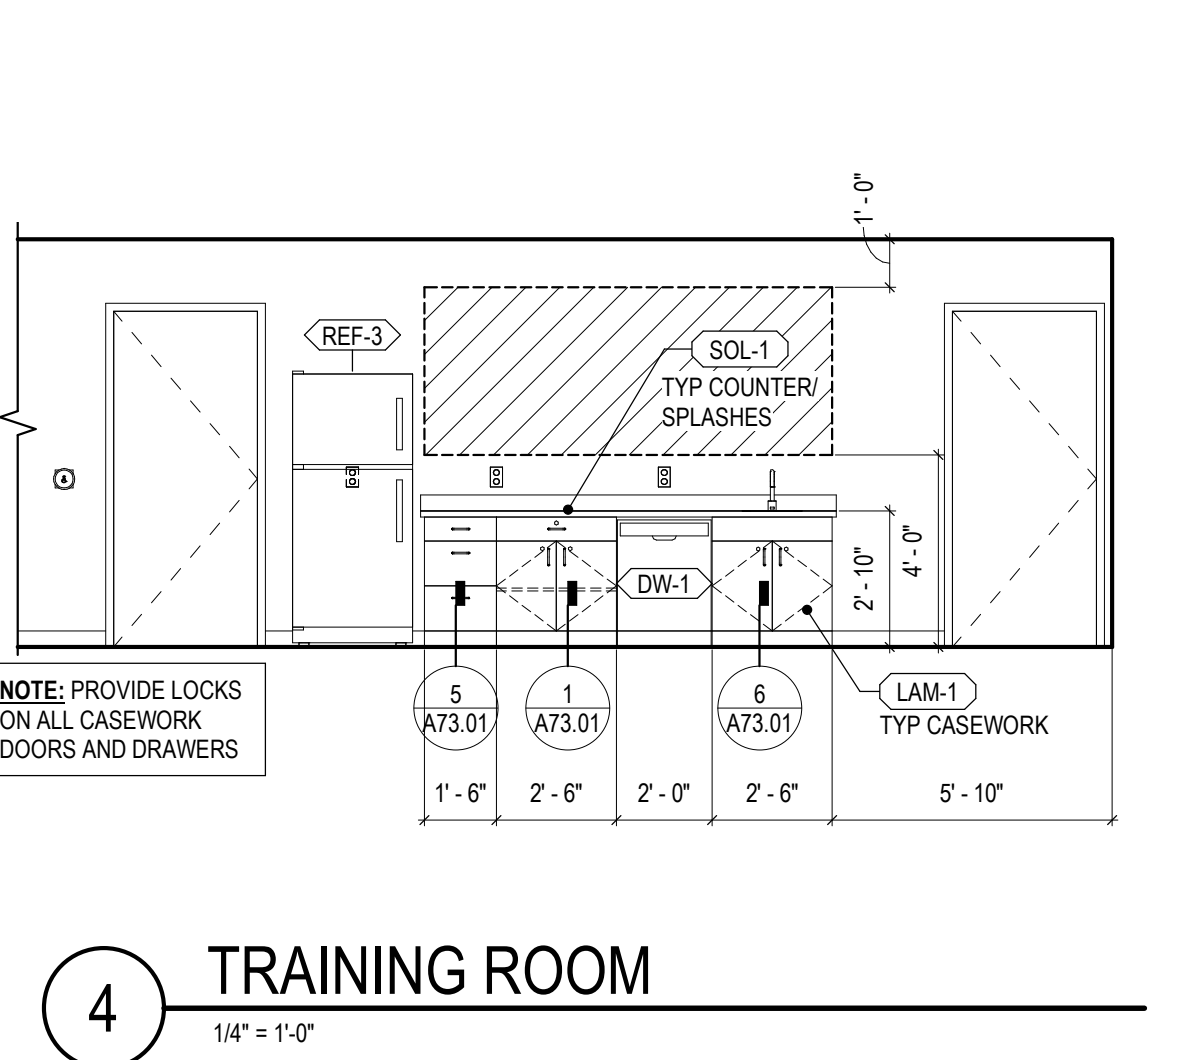 1' - 0"
REF-3
SOL-1
TYP COUNTER/
SPLASHES
DW-1
2' - 10"
4' - 0"
NOTE: PROVIDE LOCKS
ON ALL CASEWORK
DOORS AND DRAWERS
5
A73.01
1
A73.01
6
A73.01
LAM-1
TYP CASEWORK
1' - 6"
2' - 6"
2' - 0"
2' - 6"
5' - 10"
4
TRAINING ROOM
1/4" = 1'-0"